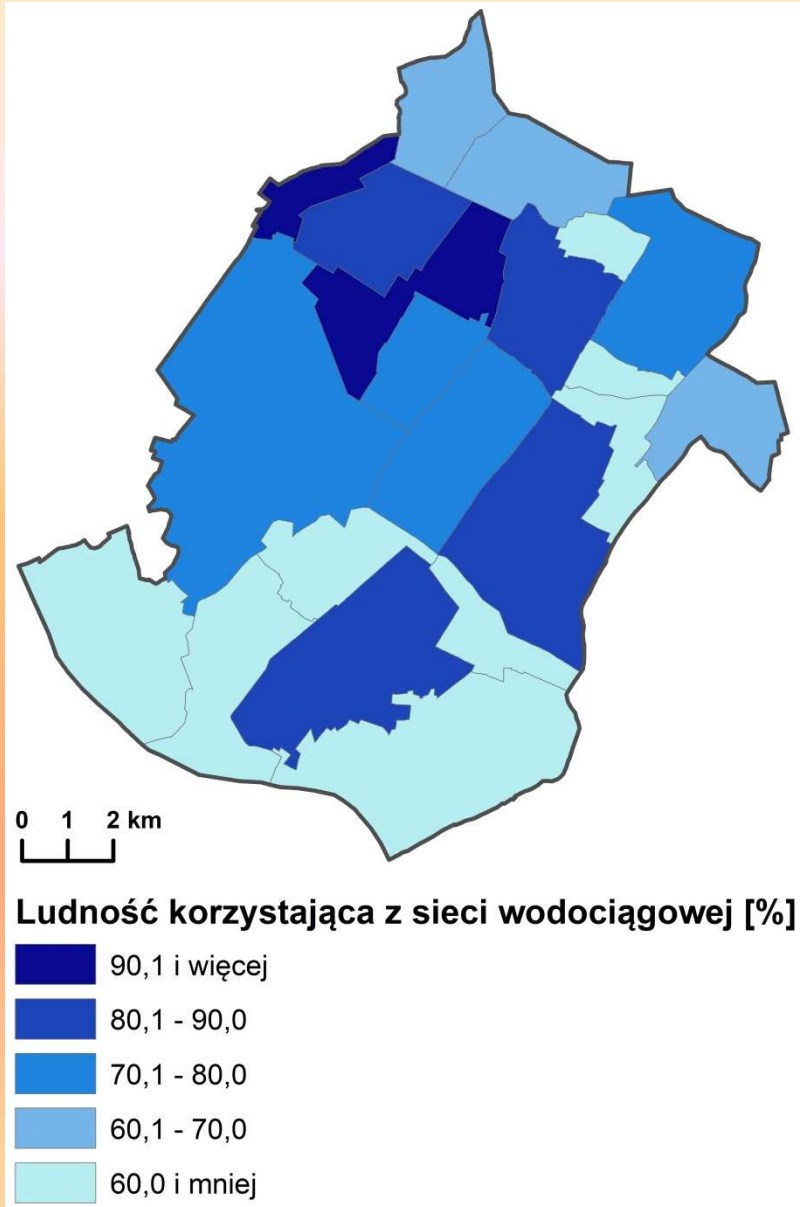 0 1 2 km
Ludność korzystająca z sieci wodociągowej [%]
90,1 i więcej
80,1 - 90,0
70,1 - 80,0
60,1 - 70,0
60,0 i mniej